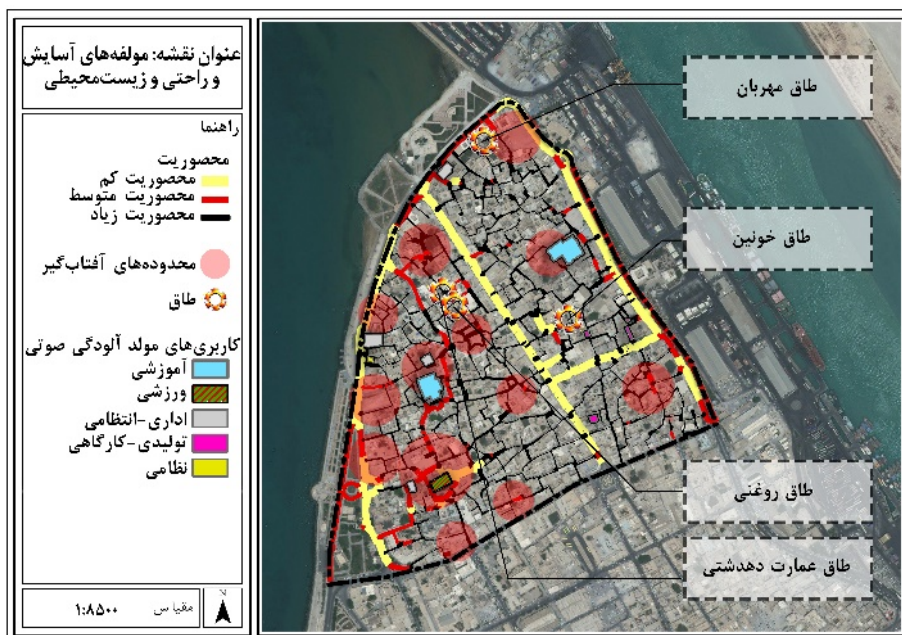 عنوان نقشه: مولفه‌های آسایش
و راحتی و زیست‌محیطی
راهنما
محصوریت
محصوریت کم
محصوریت متوسط
محصوریت زیاد
محدوده‌های آفتاب‌گیر
طاق
کاربری‌های مولد آلودگی صوتی
آموزشی
ورزشی
اداری-انتظامی
تولیدی-کارگاهی
نظامی
مقیاس
۱:۸۵۰۰
N
طاق مهربان
طاق خونین
طاق روغنی
طاق عمارت دهدشتی